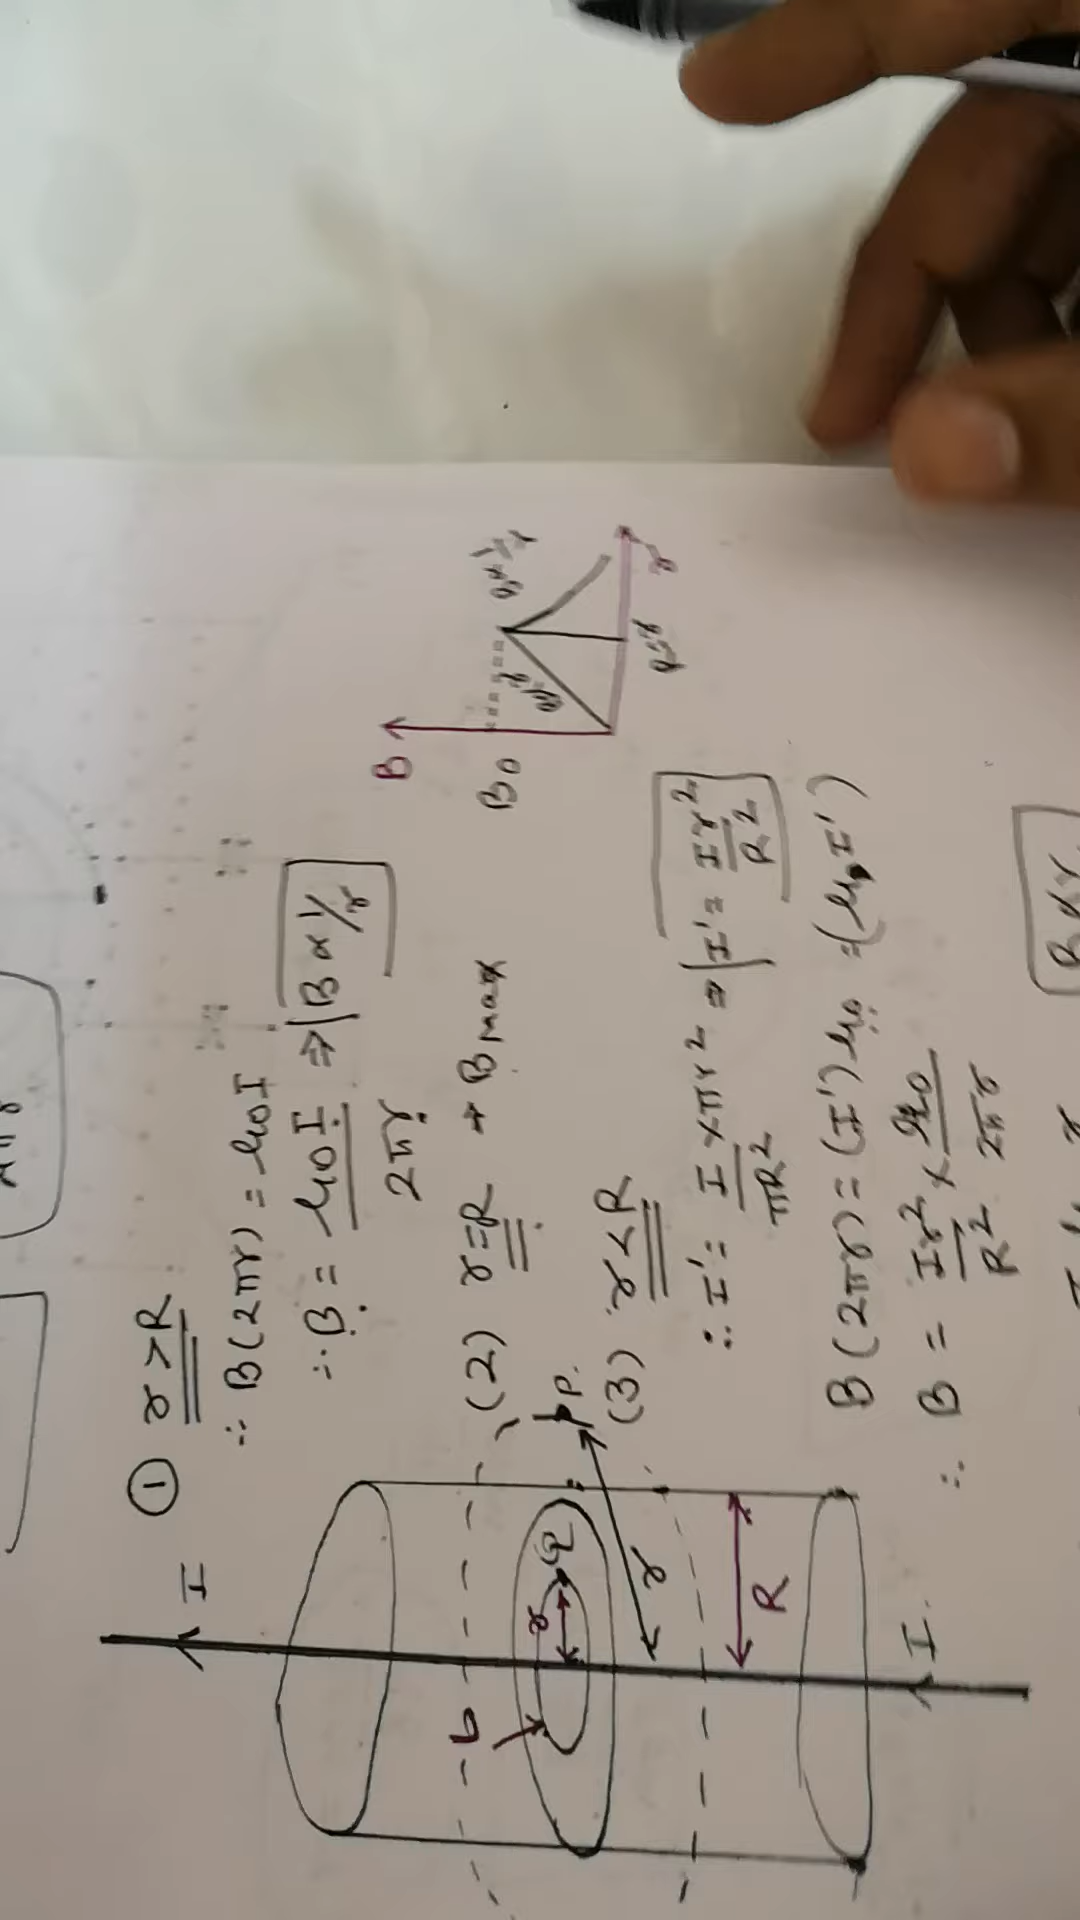 ① r>R
∴ B(2πr) = μ0I
∴ B = μ0I / 2πr ⇒ B ∝ 1/r
(2) r=R → BMax
(3) r<R
∴ I' = I / πR² × πr² ⇒ I' = Ir² / R²
B(2πr) = (I')μ0 = (μ0I')
∴ B = Ir² / R² × μ0 / 2πr
B
B0
B∝r
B∝1/r
r=R
r
I
P.
r
r
R
I